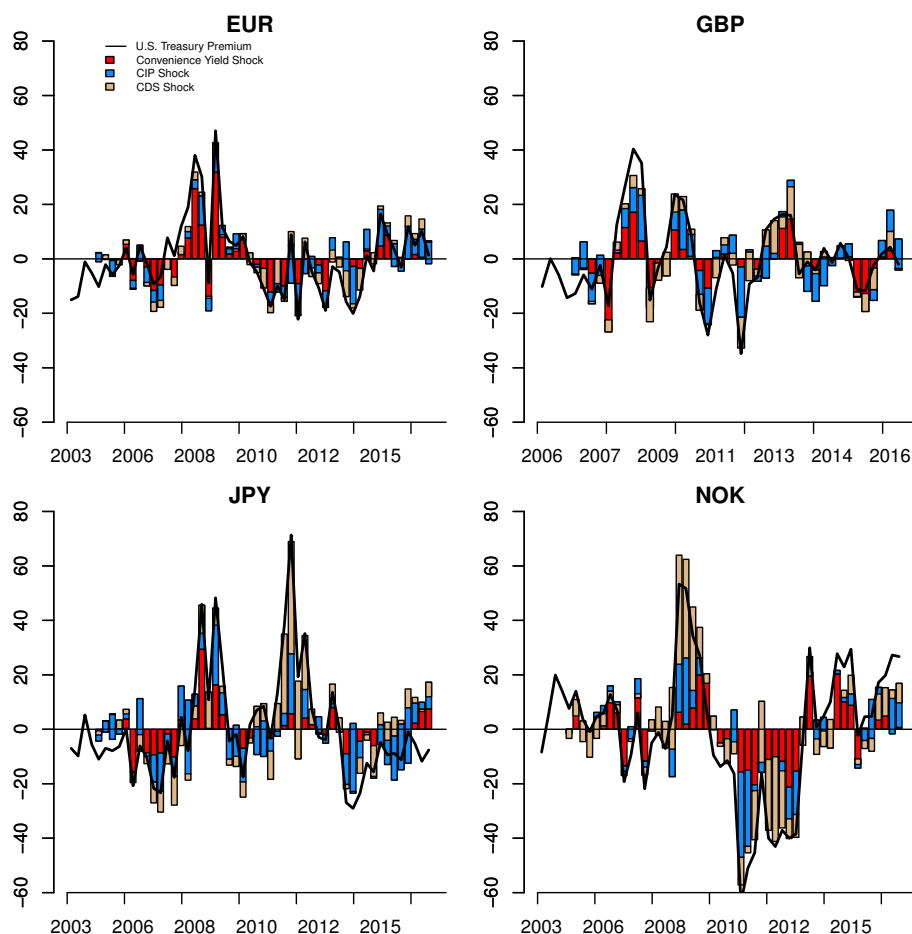 EUR
U.S. Treasury Premium
Convenience Yield Shock
CIP Shock
CDS Shock
80
60
40
20
0
−20
−40
−60
2003 2006 2008 2010 2012 2015
GBP
80
60
40
20
0
−20
−40
−60
2006 2007 2009 2011 2013 2014 2016
JPY
80
60
40
20
0
−20
−40
−60
2003 2006 2008 2010 2012 2015
NOK
80
60
40
20
0
−20
−40
−60
2003 2006 2008 2010 2012 2015